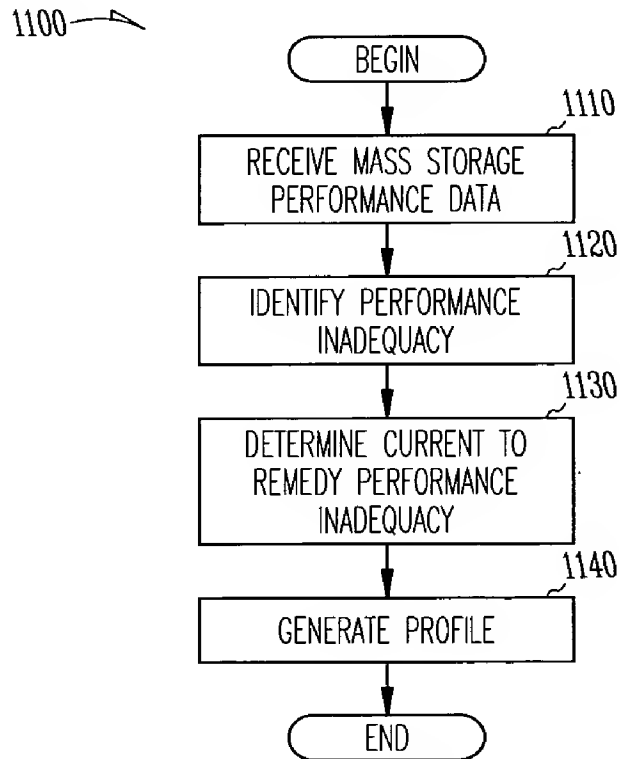 1100
BEGIN
1110
RECEIVE MASS STORAGE
PERFORMANCE DATA
1120
IDENTIFY PERFORMANCE
INADEQUACY
1130
DETERMINE CURRENT TO
REMEDY PERFORMANCE
INADEQUACY
1140
GENERATE PROFILE
END